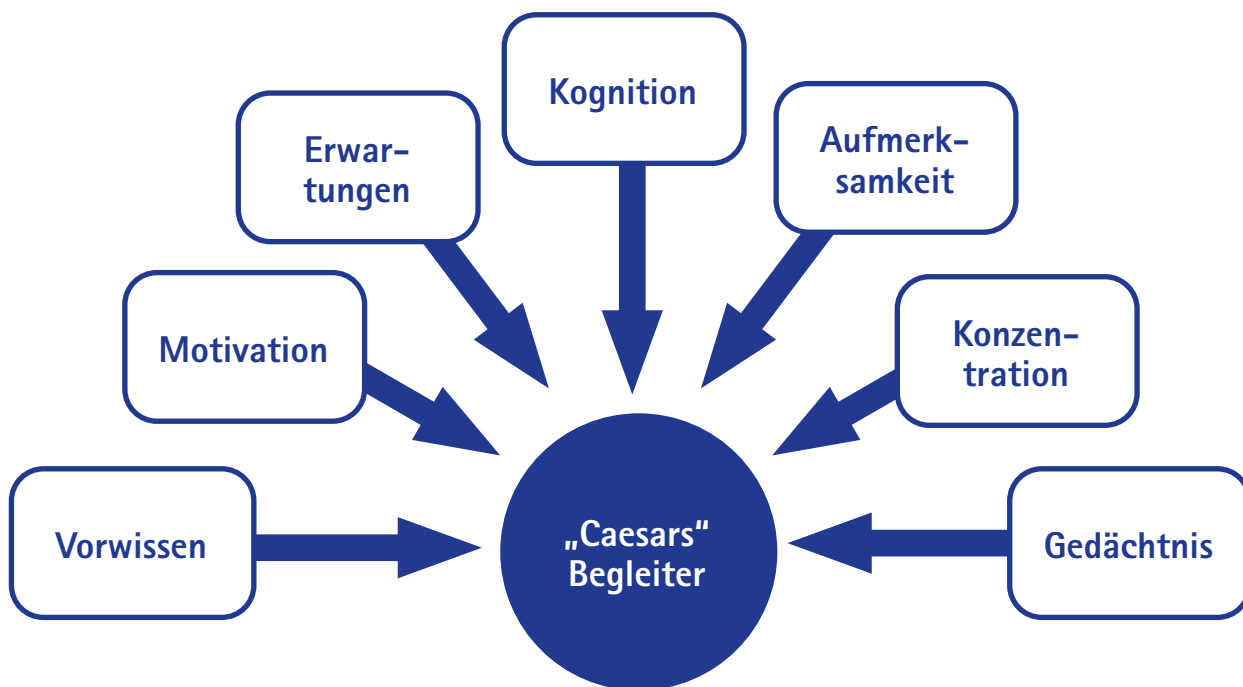 Kognition
Erwar-
tungen
Aufmerk-
samkeit
Motivation
Konzen-
tration
Vorwissen
„Caesars“
Begleiter
Gedächtnis